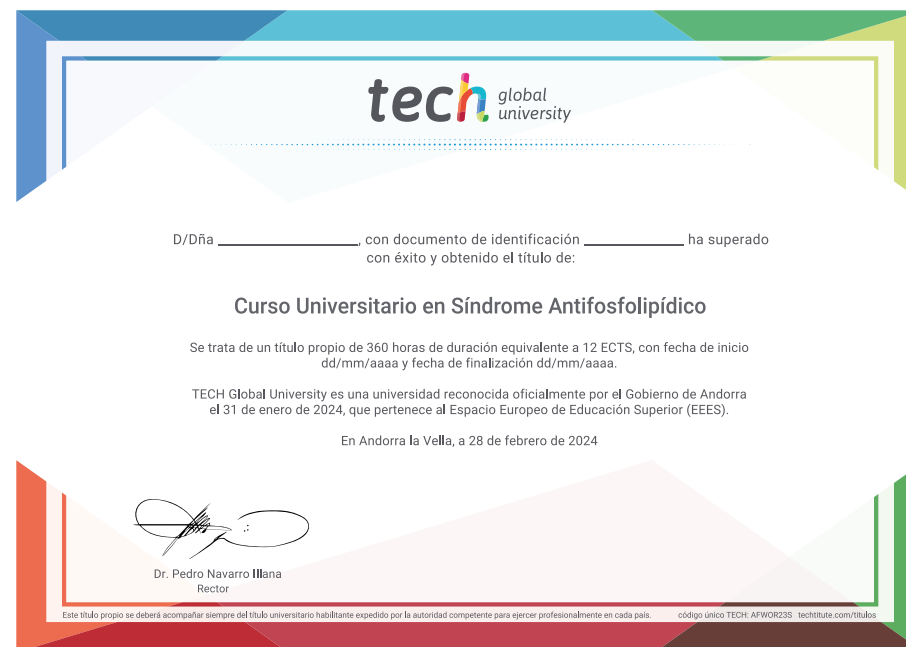 tech global university
D/Dña ______________, con documento de identificación __________ ha superado
con éxito y obtenido el título de:
Curso Universitario en Síndrome Antifosfolipídico
Se trata de un título propio de 360 horas de duración equivalente a 12 ECTS, con fecha de inicio
dd/mm/aaaa y fecha de finalización dd/mm/aaaa.
TECH Global University es una universidad reconocida oficialmente por el Gobierno de Andorra
el 31 de enero de 2024, que pertenece al Espacio Europeo de Educación Superior (EEES).
En Andorra la Vella, a 28 de febrero de 2024
Dr. Pedro Navarro Illana
Rector
Este título propio se deberá acompañar siempre del título universitario habilitante expedido por la autoridad competente para ejercer profesionalmente en cada país. código único TECH: AFWOR23S techtitute.com/titulos